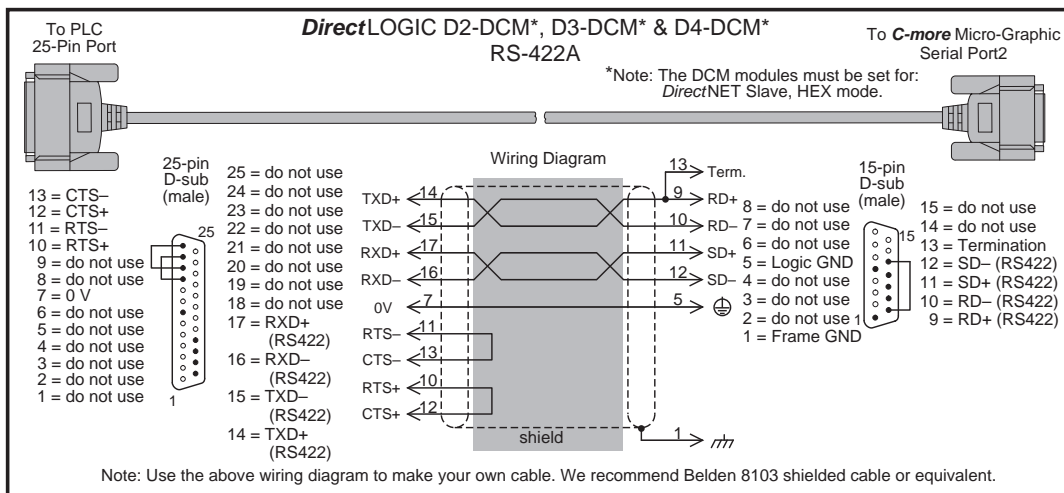 To PLC
25-Pin Port
DirectLOGIC D2-DCM*, D3-DCM* & D4-DCM*
RS-422A
To C-more Micro-Graphic
Serial Port2
*Note: The DCM modules must be set for:
DirectNET Slave, HEX mode.
25-pin
D-sub
(male)
13 = CTS–
12 = CTS+
11 = RTS–
10 = RTS+
9 = do not use
8 = do not use
7 = 0 V
6 = do not use
5 = do not use
4 = do not use
3 = do not use
2 = do not use
1 = do not use
25
1
25 = do not use
24 = do not use
23 = do not use
22 = do not use
21 = do not use
20 = do not use
19 = do not use
18 = do not use
17 = RXD+
(RS422)
16 = RXD–
(RS422)
15 = TXD–
(RS422)
14 = TXD+
(RS422)
Wiring Diagram
13 Term.
TXD+ 14 9 RD+
TXD– 15 10 RD–
RXD+ 17 11 SD+
RXD– 16 12 SD–
0V 7 5
RTS– 11
CTS– 13
RTS+ 10
CTS+ 12
shield
1
15-pin
D-sub
(male)
8 = do not use
7 = do not use
6 = do not use
5 = Logic GND
4 = do not use
3 = do not use
2 = do not use
1 = Frame GND
15
1
15 = do not use
14 = do not use
13 = Termination
12 = SD– (RS422)
11 = SD+ (RS422)
10 = RD– (RS422)
9 = RD+ (RS422)
Note: Use the above wiring diagram to make your own cable. We recommend Belden 8103 shielded cable or equivalent.